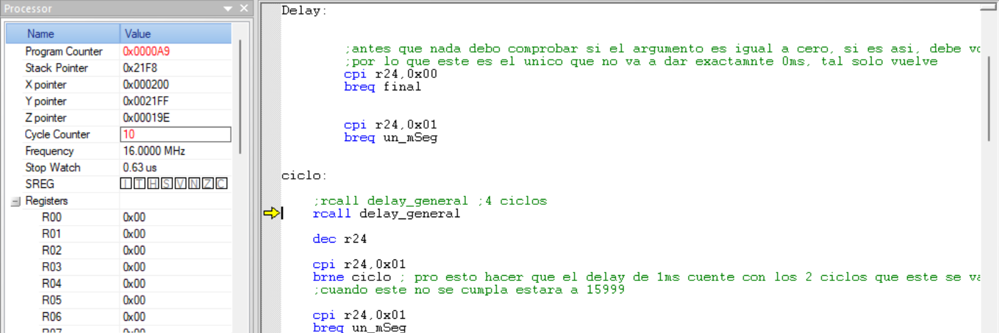 Processor
Name Value
Program Counter 0x0000A9
Stack Pointer 0x21F8
X pointer 0x000200
Y pointer 0x0021FF
Z pointer 0x00019E
Cycle Counter 10
Frequency 16.0000 MHz
Stop Watch 0.63 us
SREG I T H S V N Z C
Registers
R00 0x00
R01 0x00
R02 0x00
R03 0x00
R04 0x00
R05 0x00
R06 0x00
R07 0x00
Delay:
;antes que nada debo comprobar si el argumento es igual a cero, si es asi, debe
;por lo que este es el unico que no va a dar exactamnte 0ms, tal solo vuelve
cpi r24,0x00
breq final
cpi r24,0x01
breq un_mSeg
ciclo:
;rcall delay_general ;4 ciclos
rcall delay_general
dec r24
cpi r24,0x01
brne ciclo ; pro esto hacer que el delay de 1ms cuente con los 2 ciclos que este se va
;cuando este no se cumpla estara a 15999
cpi r24,0x01
breq un_mSeg